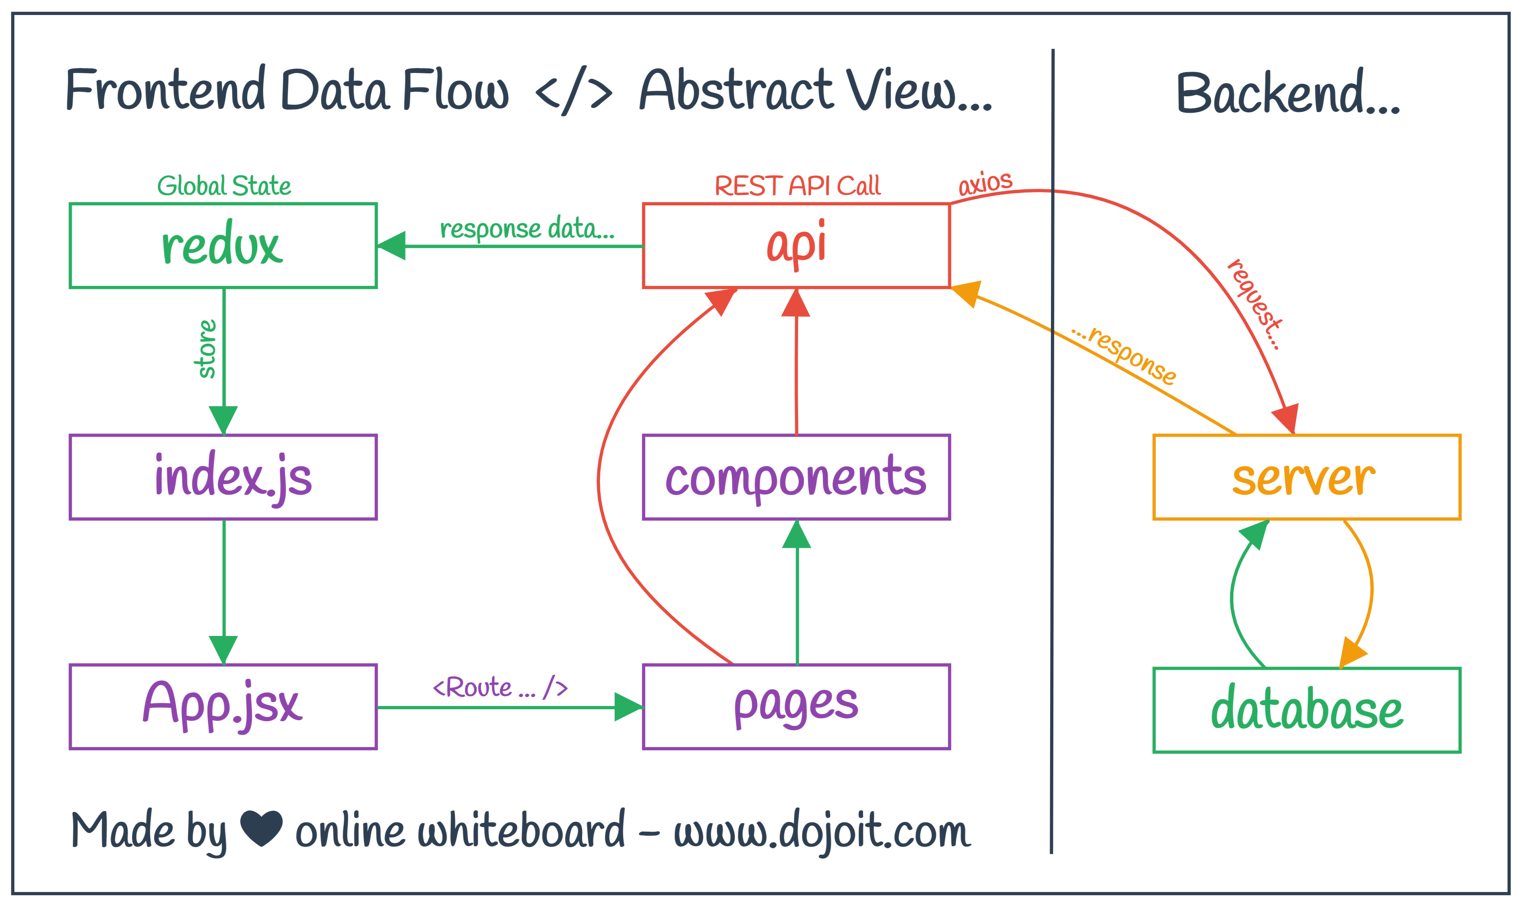 Frontend Data Flow </> Abstract View...
Backend...
Global State
redux
response data...
REST API Call
api
axios
request...
...response
store
index.js
components
server
App.jsx
<Route ... />
pages
database
Made by ♥ online whiteboard - www.dojoit.com